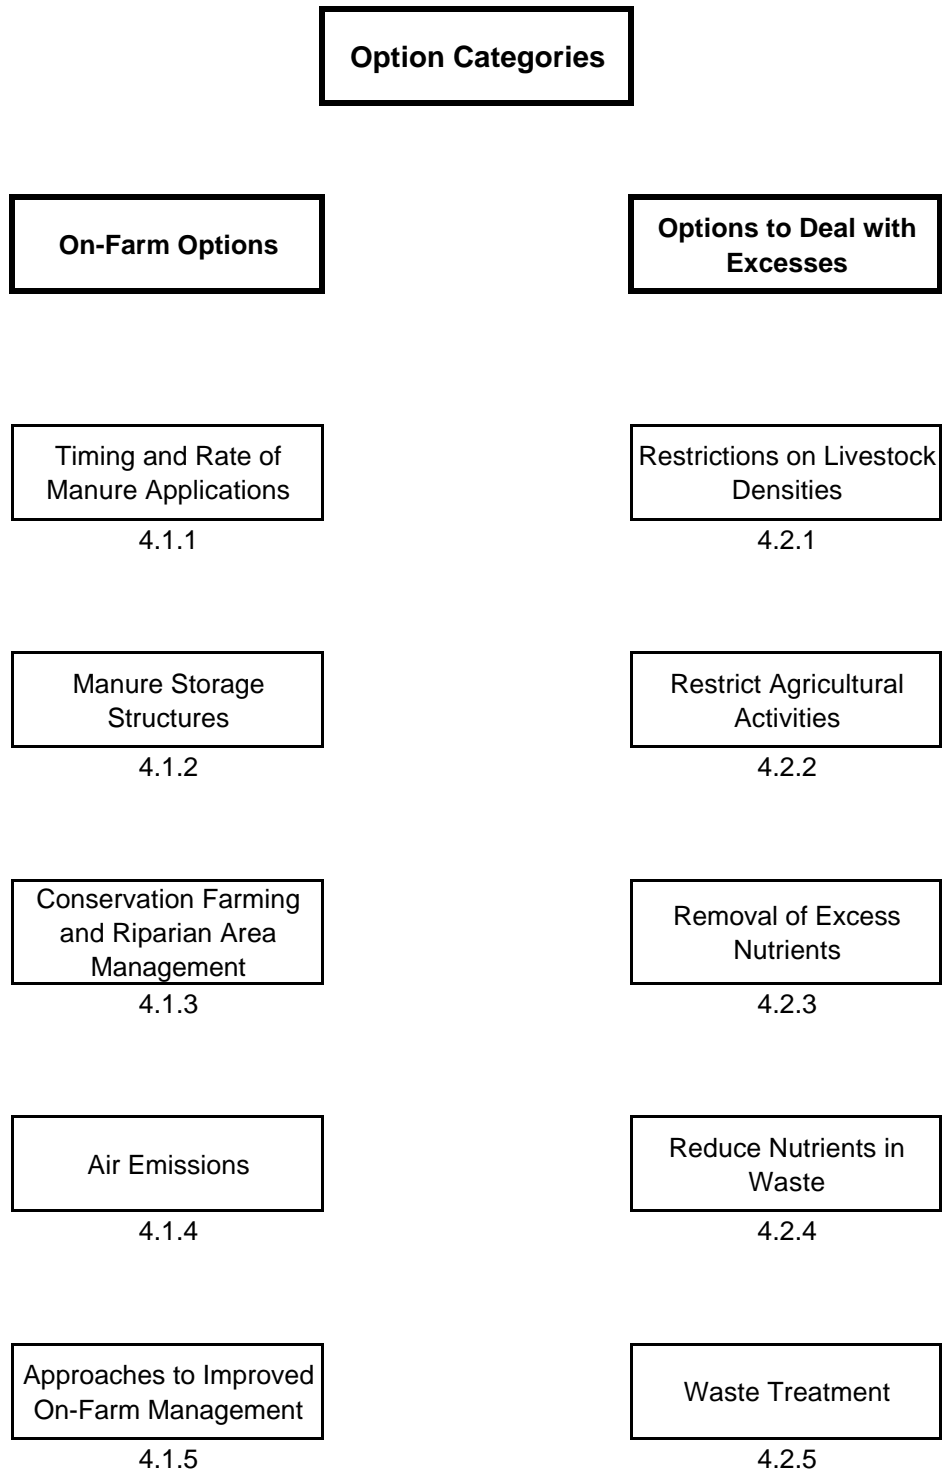 Option Categories
On-Farm Options
Options to Deal with
Excesses
Timing and Rate of
Manure Applications
4.1.1
Restrictions on Livestock
Densities
4.2.1
Manure Storage
Structures
4.1.2
Restrict Agricultural
Activities
4.2.2
Conservation Farming
and Riparian Area
Management
4.1.3
Removal of Excess
Nutrients
4.2.3
Air Emissions
4.1.4
Reduce Nutrients in
Waste
4.2.4
Approaches to Improved
On-Farm Management
4.1.5
Waste Treatment
4.2.5